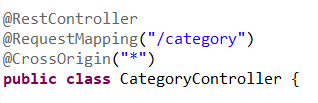 @RestController
@RequestMapping("/category")
@CrossOrigin("*")
public class CategoryController {